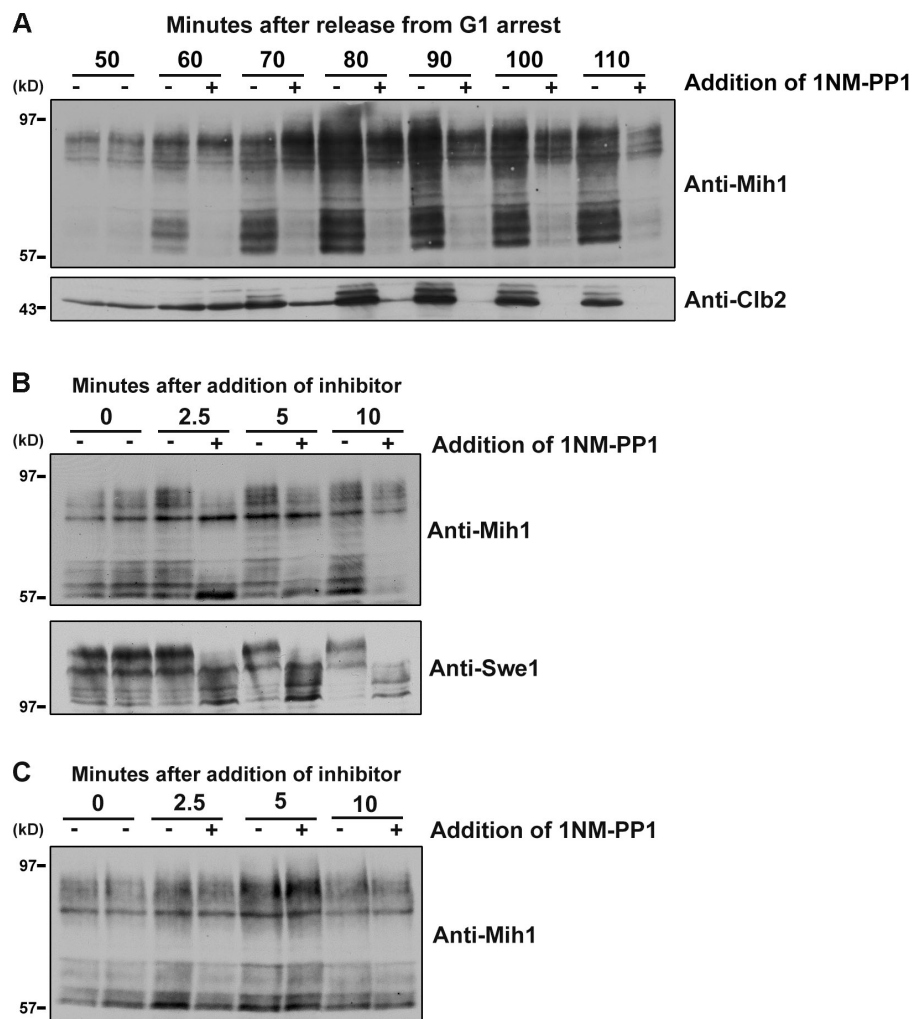 A
Minutes after release from G1 arrest
50 60 70 80 90 100 110
(kD) - - - + - + - + - + - + - + Addition of 1NM-PP1
97
Anti-Mih1
57
43 Anti-Clb2
B
Minutes after addition of inhibitor
0 2.5 5 10
(kD) - - - + - + - + Addition of 1NM-PP1
97
Anti-Mih1
57
Anti-Swe1
97
C
Minutes after addition of inhibitor
0 2.5 5 10
(kD) - - - + - + - + Addition of 1NM-PP1
97
Anti-Mih1
57